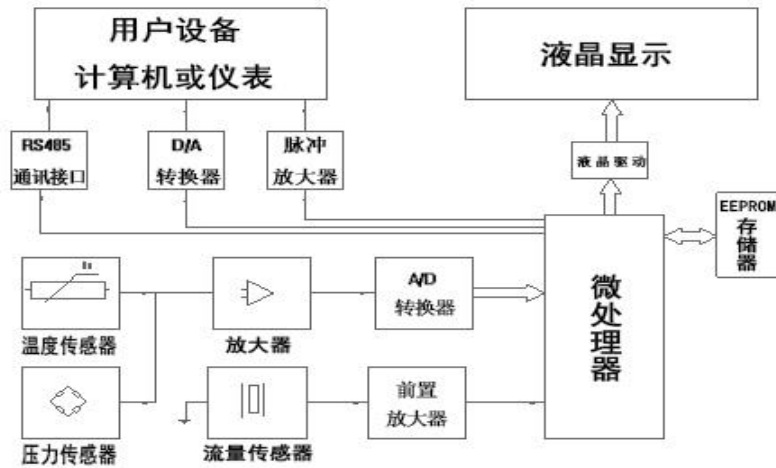 用户设备
计算机或仪表
液晶显示
RS485
通讯接口
D/A
转换器
脉冲
放大器
液晶驱动
EEPROM
存储器
微处理器
温度传感器
放大器
A/D
转换器
压力传感器
流量传感器
前置
放大器